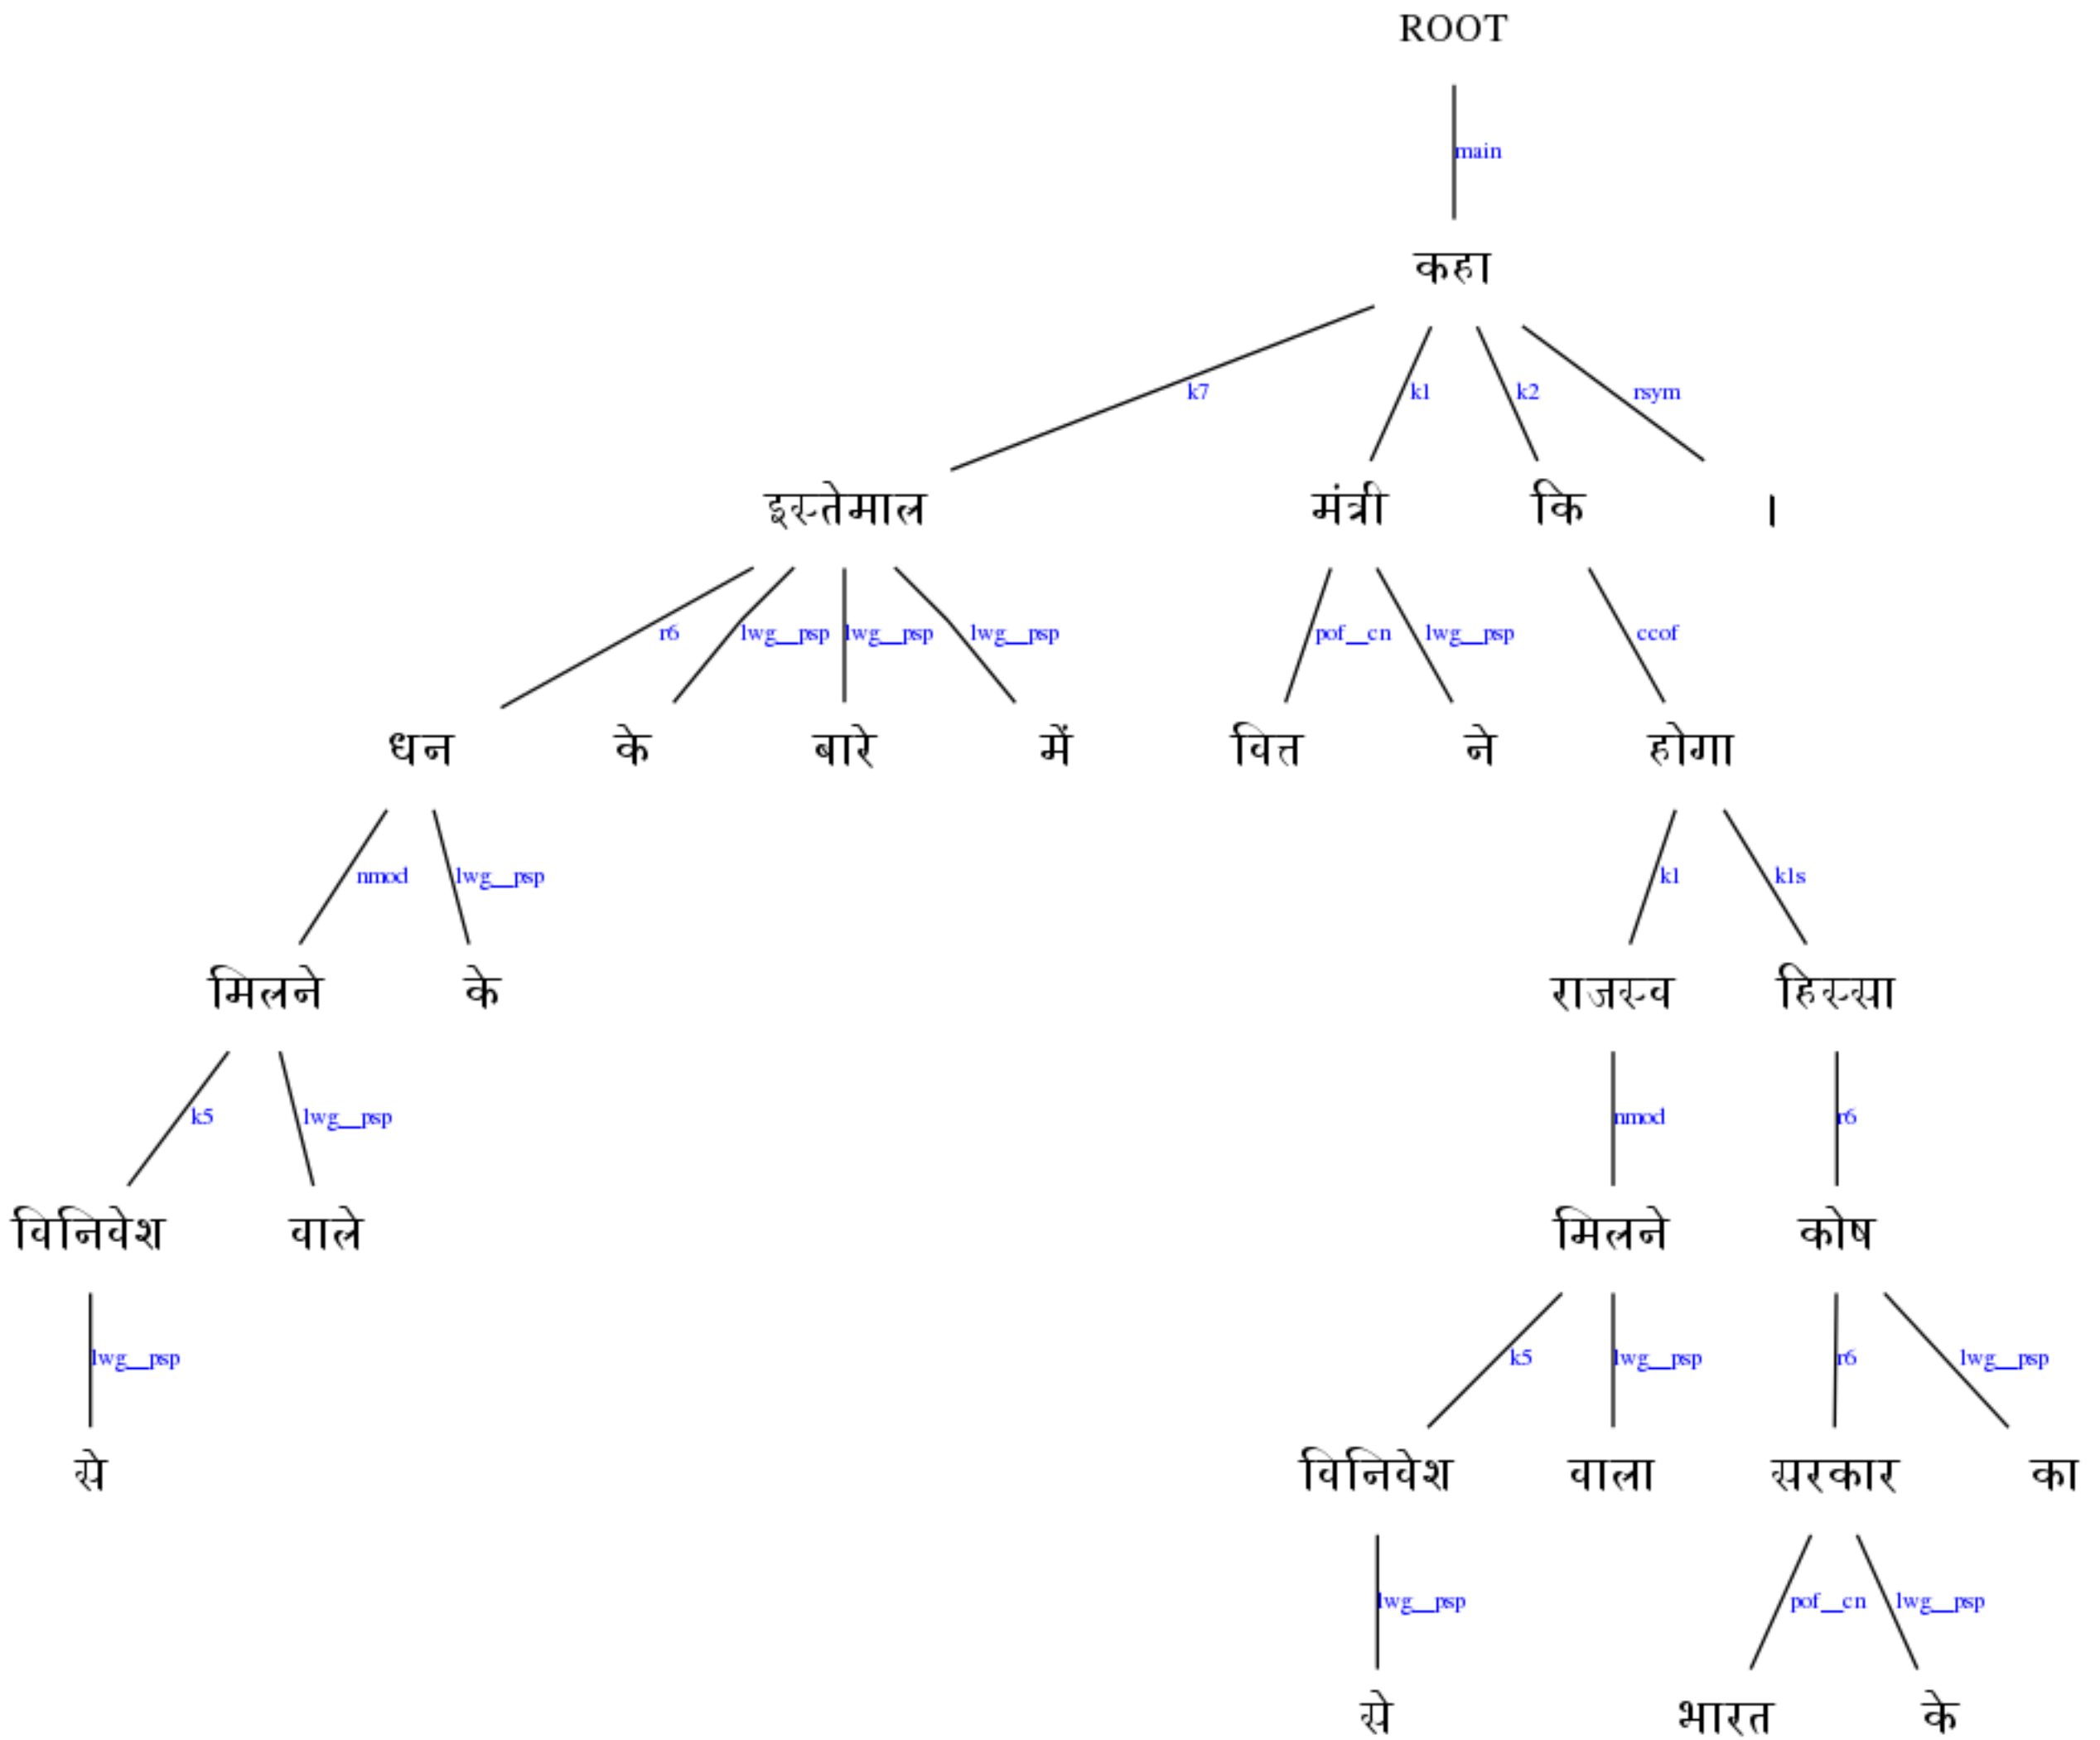 ROOT
main
कहा
k7 k1 k2 rsym
इस्तेमाल मंत्री कि ।
r6 lwg__psp lwg__psp lwg__psp pof__cn lwg__psp ccof
धन के बारे में वित्त ने होगा
nmod lwg__psp k1 k1s
मिलने के राजस्व हिस्सा
k5 lwg__psp nmod r6
विनिवेश वाले मिलने कोष
lwg__psp k5 lwg__psp r6 lwg__psp
से विनिवेश वाला सरकार का
lwg__psp pof__cn lwg__psp
से भारत के